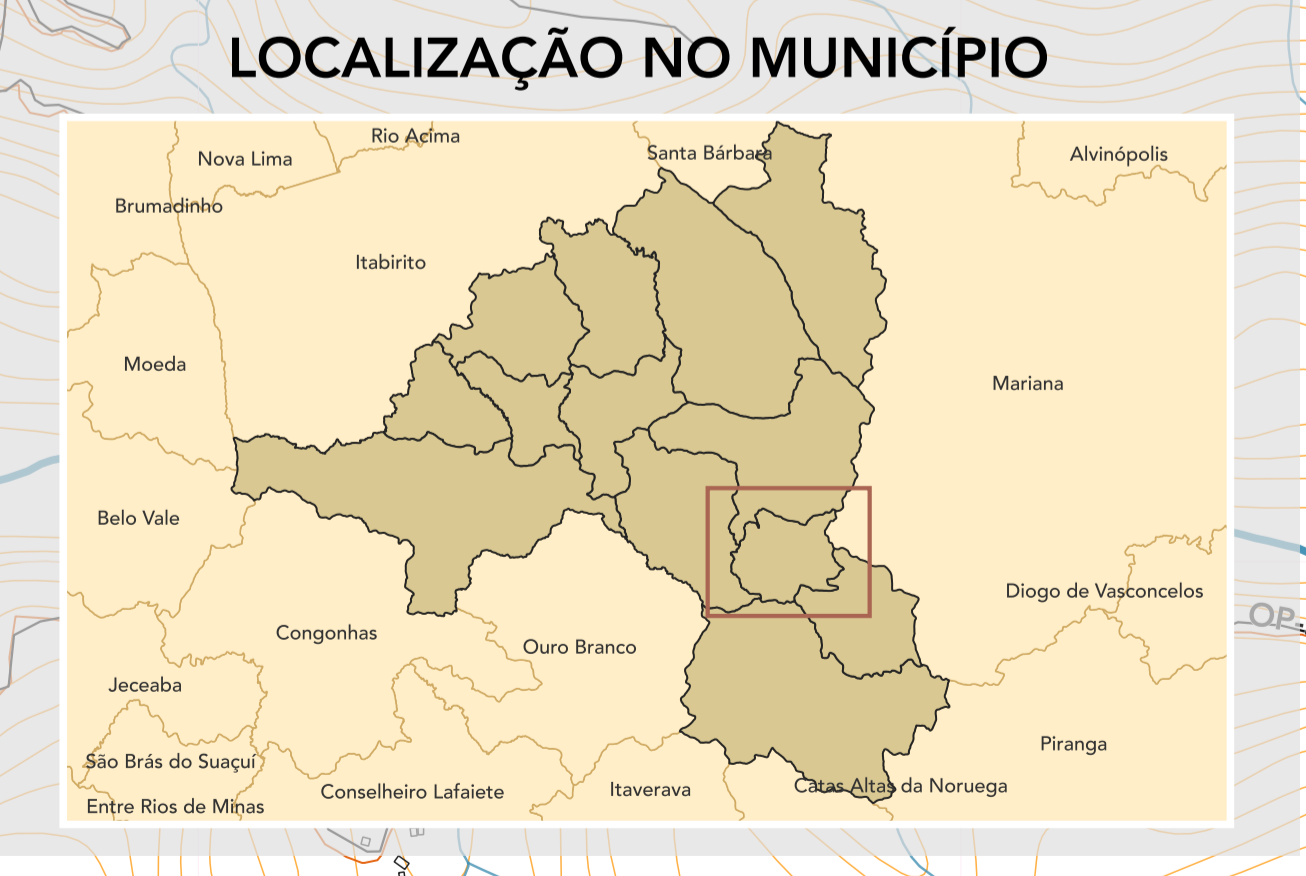 LOCALIZAÇÃO NO MUNICÍPIO
Rio Acima
Nova Lima
Santa Bárbara
Alvinópolis
Brumadinho
Itabirito
Moeda
Mariana
Belo Vale
Diogo de Vasconcelos
OP-
Congonhas
Ouro Branco
Jeceaba
Piranga
São Brás do Suaçuí
Catas Altas da Noruega
Itaverava
Conselheiro Lafaiete
Entre Rios de Minas